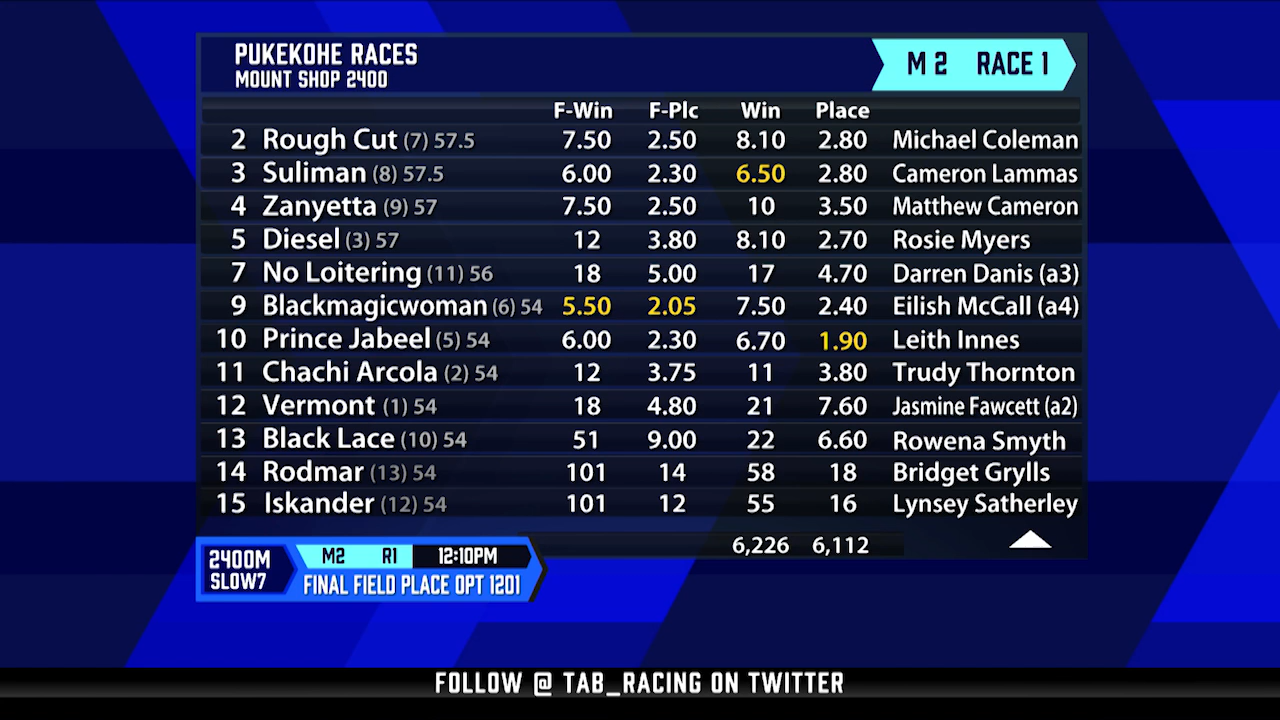 PUKEKOHE RACES
MOUNT SHOP 2400
M 2 RACE 1
F-Win F-Plc Win Place
2 Rough Cut (7) 57.5 7.50 2.50 8.10 2.80 Michael Coleman
3 Suliman (8) 57.5 6.00 2.30 6.50 2.80 Cameron Lammas
4 Zanyetta (9) 57 7.50 2.50 10 3.50 Matthew Cameron
5 Diesel (3) 57 12 3.80 8.10 2.70 Rosie Myers
7 No Loitering (11) 56 18 5.00 17 4.70 Darren Danis (a3)
9 Blackmagicwoman (6) 54 5.50 2.05 7.50 2.40 Eilish McCall (a4)
10 Prince Jabeel (5) 54 6.00 2.30 6.70 1.90 Leith Innes
11 Chachi Arcola (2) 54 12 3.75 11 3.80 Trudy Thornton
12 Vermont (1) 54 18 4.80 21 7.60 Jasmine Fawcett (a2)
13 Black Lace (10) 54 51 9.00 22 6.60 Rowena Smyth
14 Rodmar (13) 54 101 14 58 18 Bridget Grylls
15 Iskander (12) 54 101 12 55 16 Lynsey Satherley
6,226 6,112
2400M
SLOW7
M2 R1 12:10PM
FINAL FIELD PLACE OPT 1201
FOLLOW @ TAB_RACING ON TWITTER